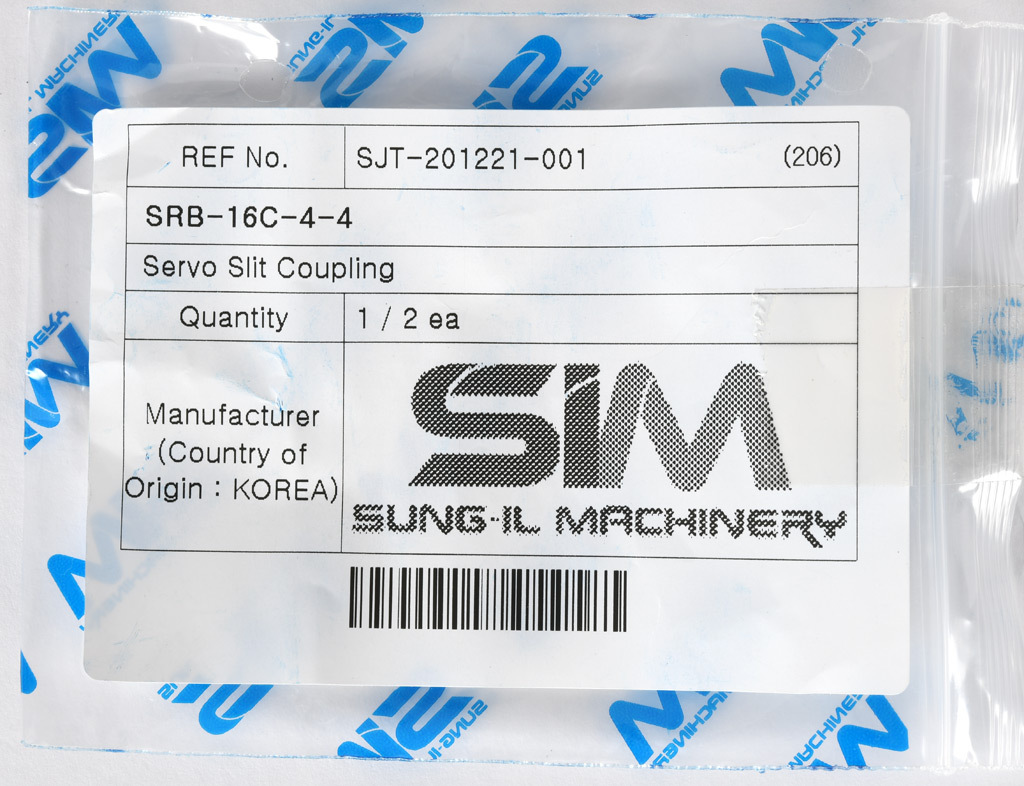 REF No. SJT-201221-001 (206)
SRB-16C-4-4
Servo Slit Coupling
Quantity 1 / 2 ea
Manufacturer
(Country of
Origin : KOREA)
SIM
SUNG-IL MACHINERY